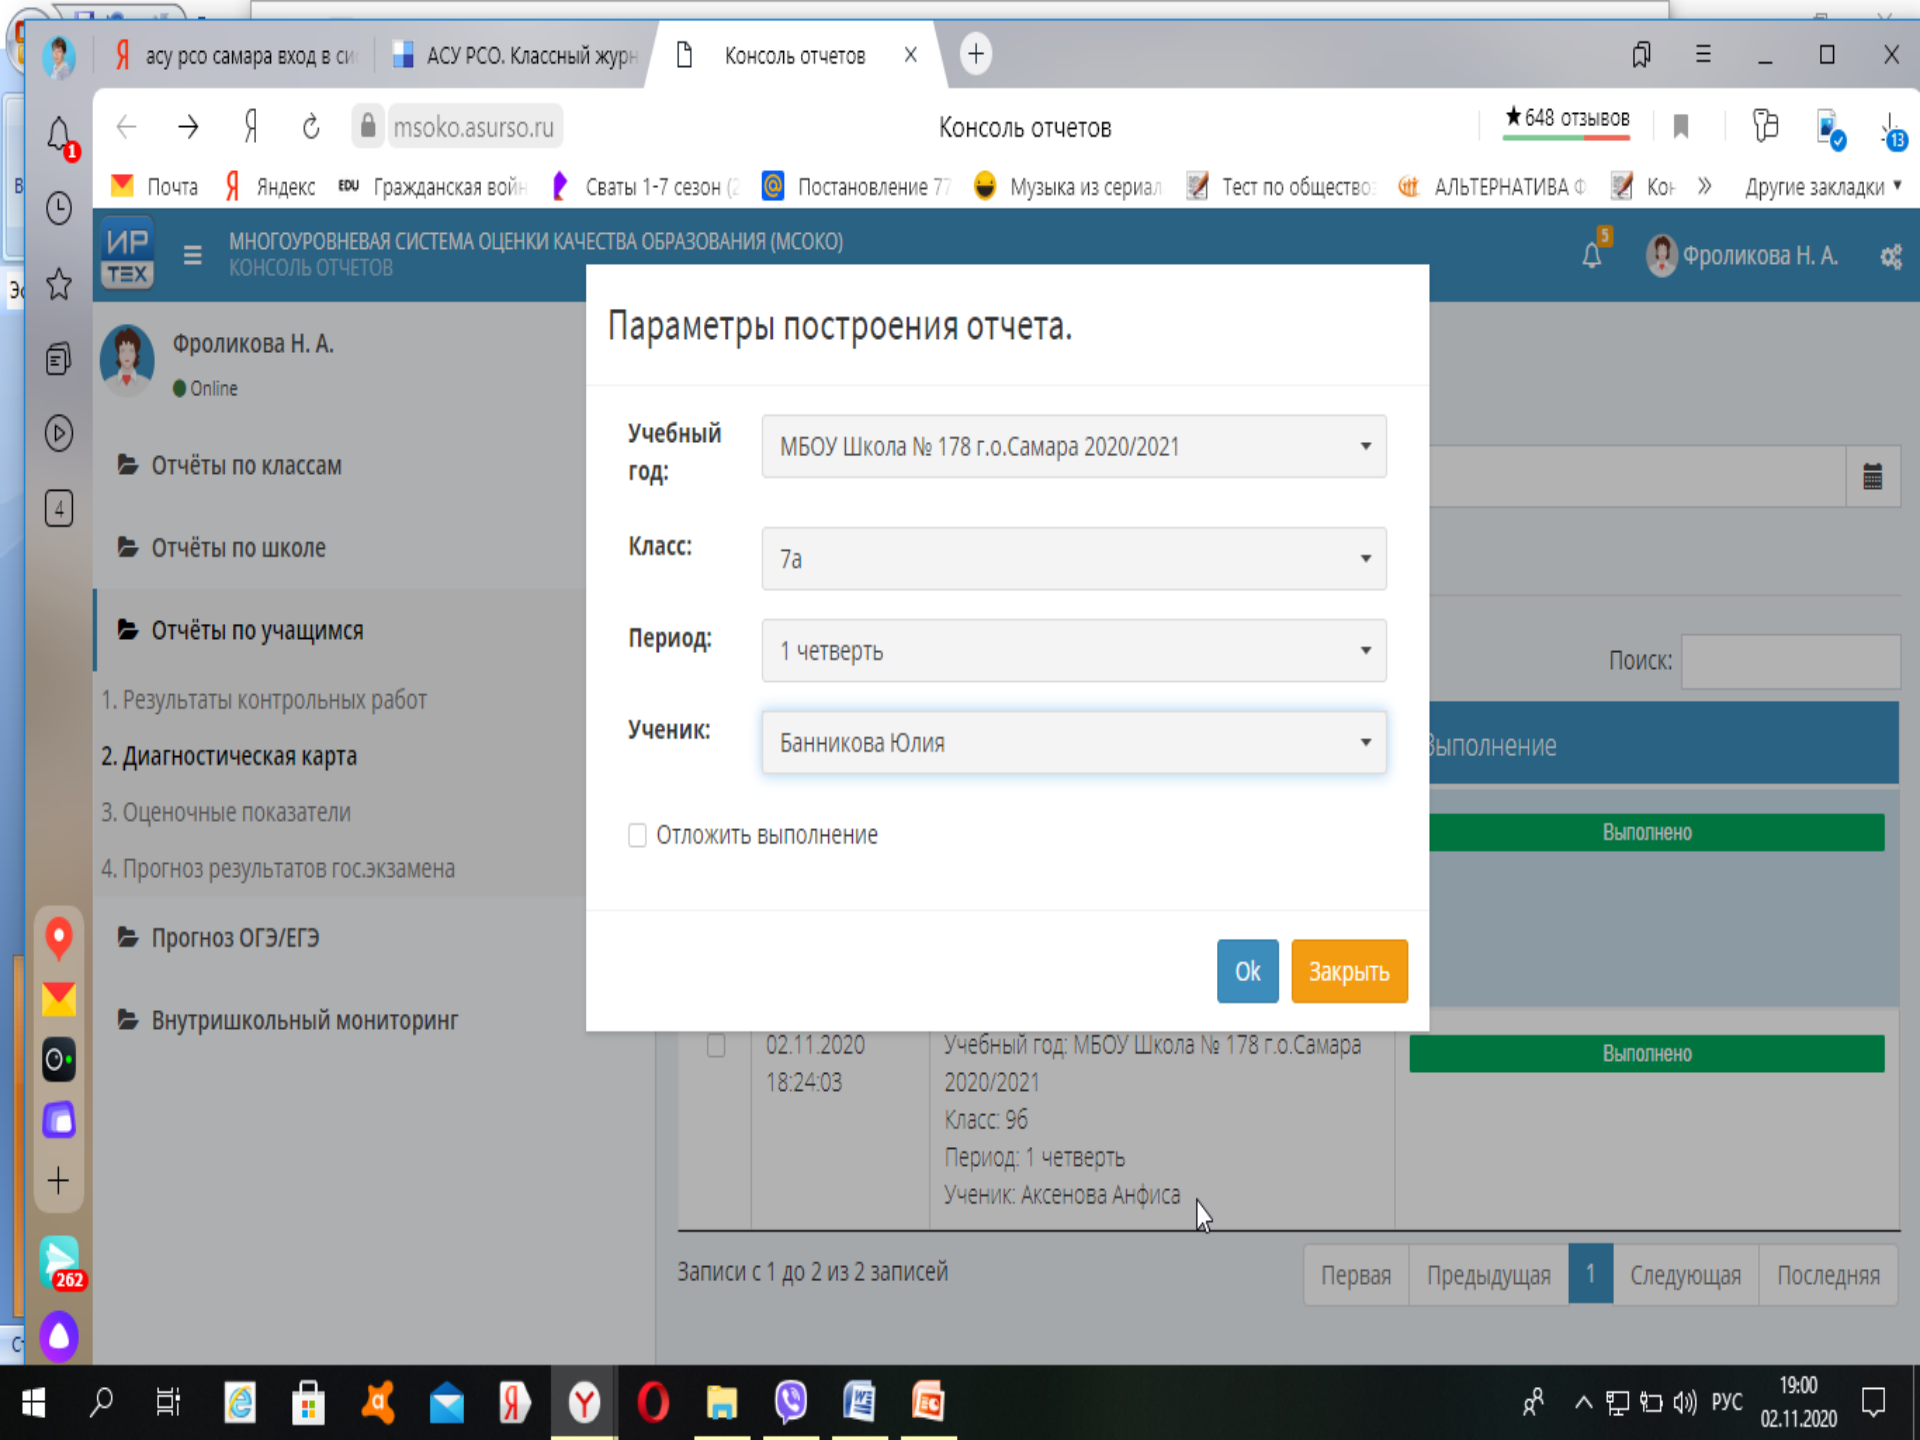 асу рсо самара вход в си
АСУ РСО. Классный журн
Консоль отчетов
msoko.asurso.ru
Консоль отчетов
★648 отзывов
1
13
Почта
Яндекс
EDU Гражданская войн
Сваты 1-7 сезон (2
Постановление 77
Музыка из сериал
Тест по общество
АЛЬТЕРНАТИВА Ф
Кон
»
Другие закладки
ИР ТЕХ
МНОГОУРОВНЕВАЯ СИСТЕМА ОЦЕНКИ КАЧЕСТВА ОБРАЗОВАНИЯ (МСОКО)
КОНСОЛЬ ОТЧЕТОВ
5
Фроликова Н. А.
Фроликова Н. А.
Online
Отчёты по классам
4
Отчёты по школе
Отчёты по учащимся
1. Результаты контрольных работ
2. Диагностическая карта
3. Оценочные показатели
4. Прогноз результатов гос.экзамена
Прогноз ОГЭ/ЕГЭ
Внутришкольный мониторинг
Параметры построения отчета.
Учебный год:
МБОУ Школа № 178 г.о.Самара 2020/2021
Класс:
7а
Период:
1 четверть
Ученик:
Банникова Юлия
Отложить выполнение
Ok
Закрыть
Поиск:
Выполнение
Выполнено
02.11.2020
18:24:03
Учебный год: МБОУ Школа № 178 г.о.Самара
2020/2021
Класс: 9б
Период: 1 четверть
Ученик: Аксенова Анфиса
Выполнено
Записи с 1 до 2 из 2 записей
Первая
Предыдущая
1
Следующая
Последняя
262
РУС
19:00
02.11.2020